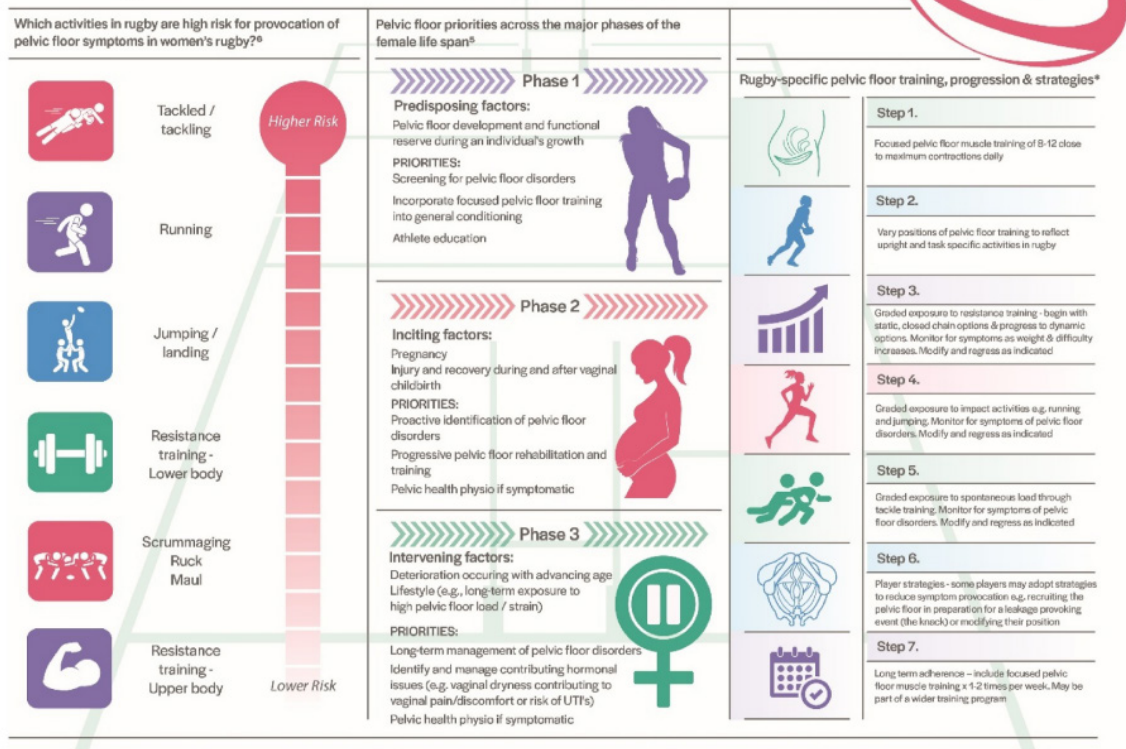 Which activities in rugby are high risk for provocation of
pelvic floor symptoms in women's rugby?⁶
Tackled /
tackling
Higher Risk
Running
Jumping /
landing
Resistance
training -
Lower body
Scrummaging
Ruck
Maul
Resistance
training -
Upper body
Lower Risk
Pelvic floor priorities across the major phases of the
female life span⁵
Phase 1
Predisposing factors:
Pelvic floor development and functional
reserve during an individual's growth
PRIORITIES:
Screening for pelvic floor disorders
Incorporate focused pelvic floor training
into general conditioning
Athlete education
Phase 2
Inciting factors:
Pregnancy
Injury and recovery during and after vaginal
childbirth
PRIORITIES:
Proactive identification of pelvic floor
disorders
Progressive pelvic floor rehabilitation and
training
Pelvic health physio if symptomatic
Phase 3
Intervening factors:
Deterioration occuring with advancing age
Lifestyle (e.g., long-term exposure to
high pelvic floor load / strain)
PRIORITIES:
Long-term management of pelvic floor disorders
Identify and manage contributing hormonal
issues (e.g. vaginal dryness contributing to
vaginal pain/discomfort or risk of UTI's)
Pelvic health physio if symptomatic
Rugby-specific pelvic floor training, progression & strategies*
Step 1.
Focused pelvic floor muscle training of 8-12 close
to maximum contractions daily
Step 2.
Vary positions of pelvic floor training to reflect
upright and task specific activities in rugby
Step 3.
Graded exposure to resistance training - begin with
static, closed chain options & progress to dynamic
options. Monitor for symptoms as weight & difficulty
increases. Modify and regress as indicated
Step 4.
Graded exposure to impact activities e.g. running
and jumping. Monitor for symptoms of pelvic floor
disorders. Modify and regress as indicated
Step 5.
Graded exposure to spontaneous load through
tackle training. Monitor for symptoms of pelvic
floor disorders. Modify and regress as indicated
Step 6.
Player strategies - some players may adopt strategies
to reduce symptom provocation e.g. recruiting the
pelvic floor in preparation for a leakage provoking
event (the knack) or modifying their position
Step 7.
Long term adherence – include focused pelvic
floor muscle training x 1-2 times per week. May be
part of a wider training program